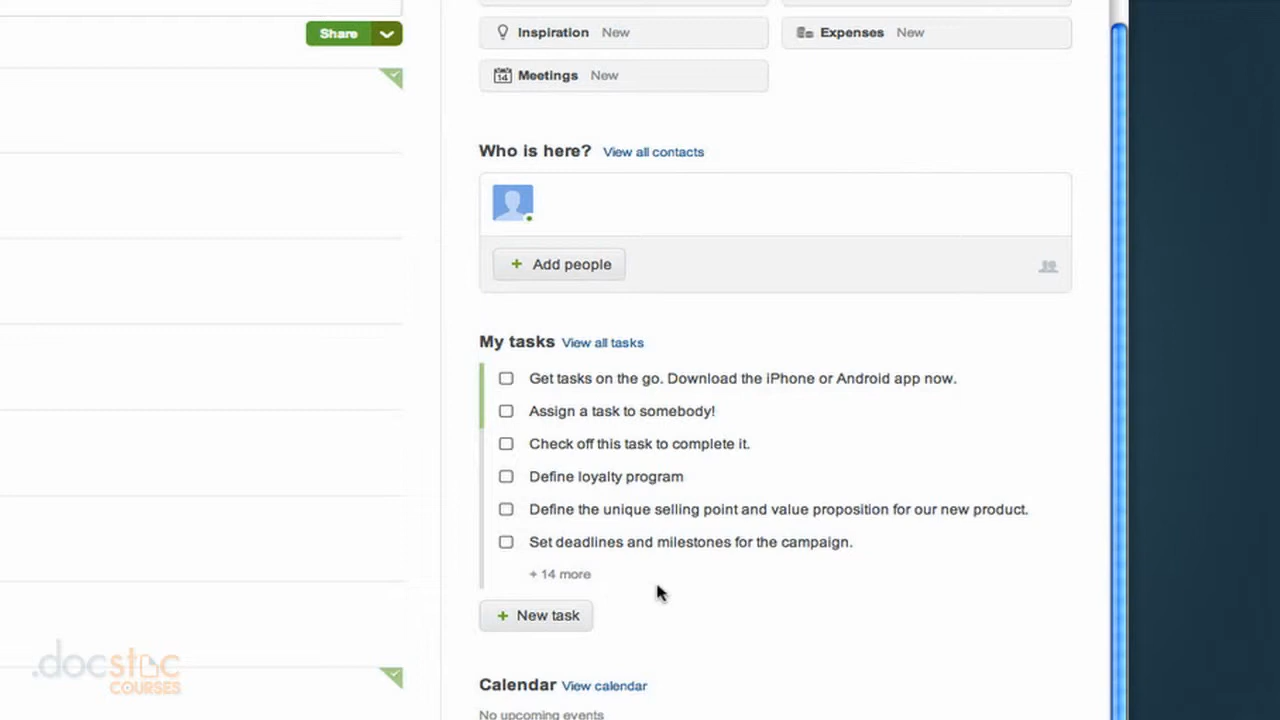 Share
Inspiration New
Expenses New
14 Meetings New
Who is here? View all contacts
+ Add people
My tasks View all tasks
Get tasks on the go. Download the iPhone or Android app now.
Assign a task to somebody!
Check off this task to complete it.
Define loyalty program
Define the unique selling point and value proposition for our new product.
Set deadlines and milestones for the campaign.
+ 14 more
+ New task
Calendar View calendar
No upcoming events
.docstoc
COURSES